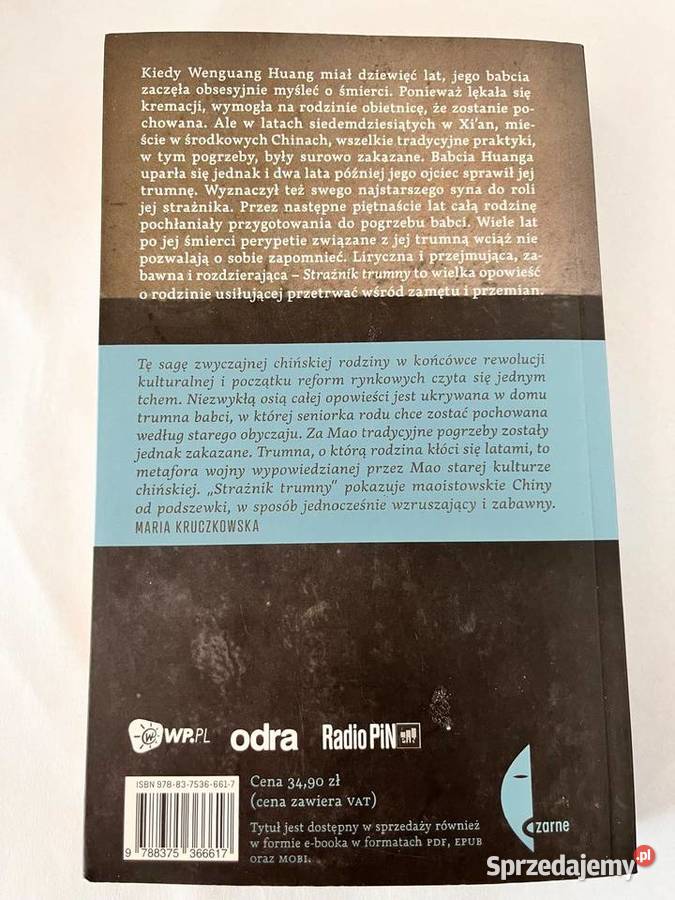 Kiedy Wenguang Huang miał dziewięć lat, jego babcia
zaczęła obsesyjnie myśleć o śmierci. Ponieważ lękała się
kremacji, wymogła na rodzinie obietnicę, że zostanie po-
chowana. Ale w latach siedemdziesiątych w Xi'an, mie-
ście w środkowych Chinach, wszelkie tradycyjne praktyki,
w tym pogrzeby, były surowo zakazane. Babcia Huanga
uparła się jednak i dwa lata później jego ojciec sprawił jej
trumnę. Wyznaczył też swego najstarszego syna do roli
jej strażnika. Przez następne piętnaście lat całą rodzinę
pochłaniały przygotowania do pogrzebu babci. Wiele lat
po jej śmierci perypetie związane z jej trumną wciąż nie
pozwalają o sobie zapomnieć. Liryczna i przejmująca, za-
bawna i rozdzierająca – Strażnik trumny to wielka opowieść
o rodzinie usiłującej przetrwać wśród zamętu i przemian.
Tę sagę zwyczajnej chińskiej rodziny w końcówce rewolucji
kulturalnej i początku reform rynkowych czyta się jednym
tchem. Niezwykłą osią całej opowieści jest ukrywana w domu
trumna babci, w której seniorka rodu chce zostać pochowana
według starego obyczaju. Za Mao tradycyjne pogrzeby zostały
jednak zakazane. Trumna, o którą rodzina kłóci się latami, to
metafora wojny wypowiedzianej przez Mao starej kulturze
chińskiej. „Strażnik trumny" pokazuje maoistowskie Chiny
od podszewki, w sposób jednocześnie wzruszający i zabawny.
MARIA KRUCZKOWSKA
WP.PL odra Radio PiN
ISBN 978-83-7536-661-7
9 788375 366617
Cena 34,90 zł
(cena zawiera VAT)
Tytuł jest dostępny w sprzedaży również
w formie e-booka w formatach PDF, EPUB
oraz MOBI.
czarne
Sprzedajemy.pl